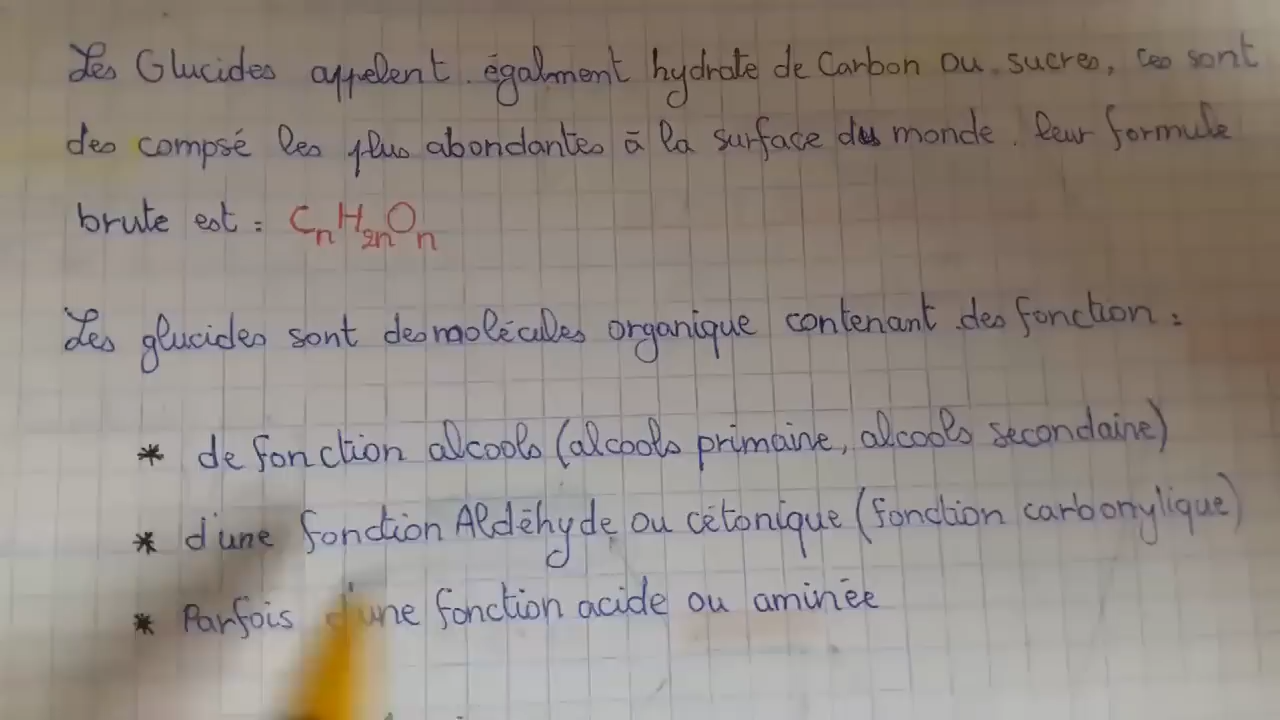 Les Glucides appelent également hydrate de Carbon ou sucres, ces sont
des compsé les plus abondantes à la surface du monde. leur formule
brute est : CnH2nOn
Les glucides sont des molécules organique contenant des fonction :
* de fonction alcools (alcools primaine, alcools secondaine)
* d'une fonction Aldéhyde ou cétonique (fonction carbonylique)
* Parfois d'une fonction acide ou aminée